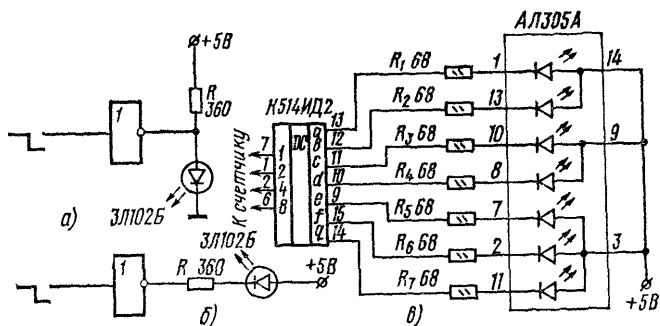 +5В
R
360
1
ЗЛ102Б
а)
1
R 360
ЗЛ102Б
+5В
б)
К514ИД2
К счетчику
7 1
1 2
2 4
6 8
DC
a 13
b 12
c 11
d 10
e 9
f 15
q 14
R1 68
R2 68
R3 68
R4 68
R5 68
R6 68
R7 68
в)
АЛ305А
1
13
10
8
7
2
11
14
9
3
+5В